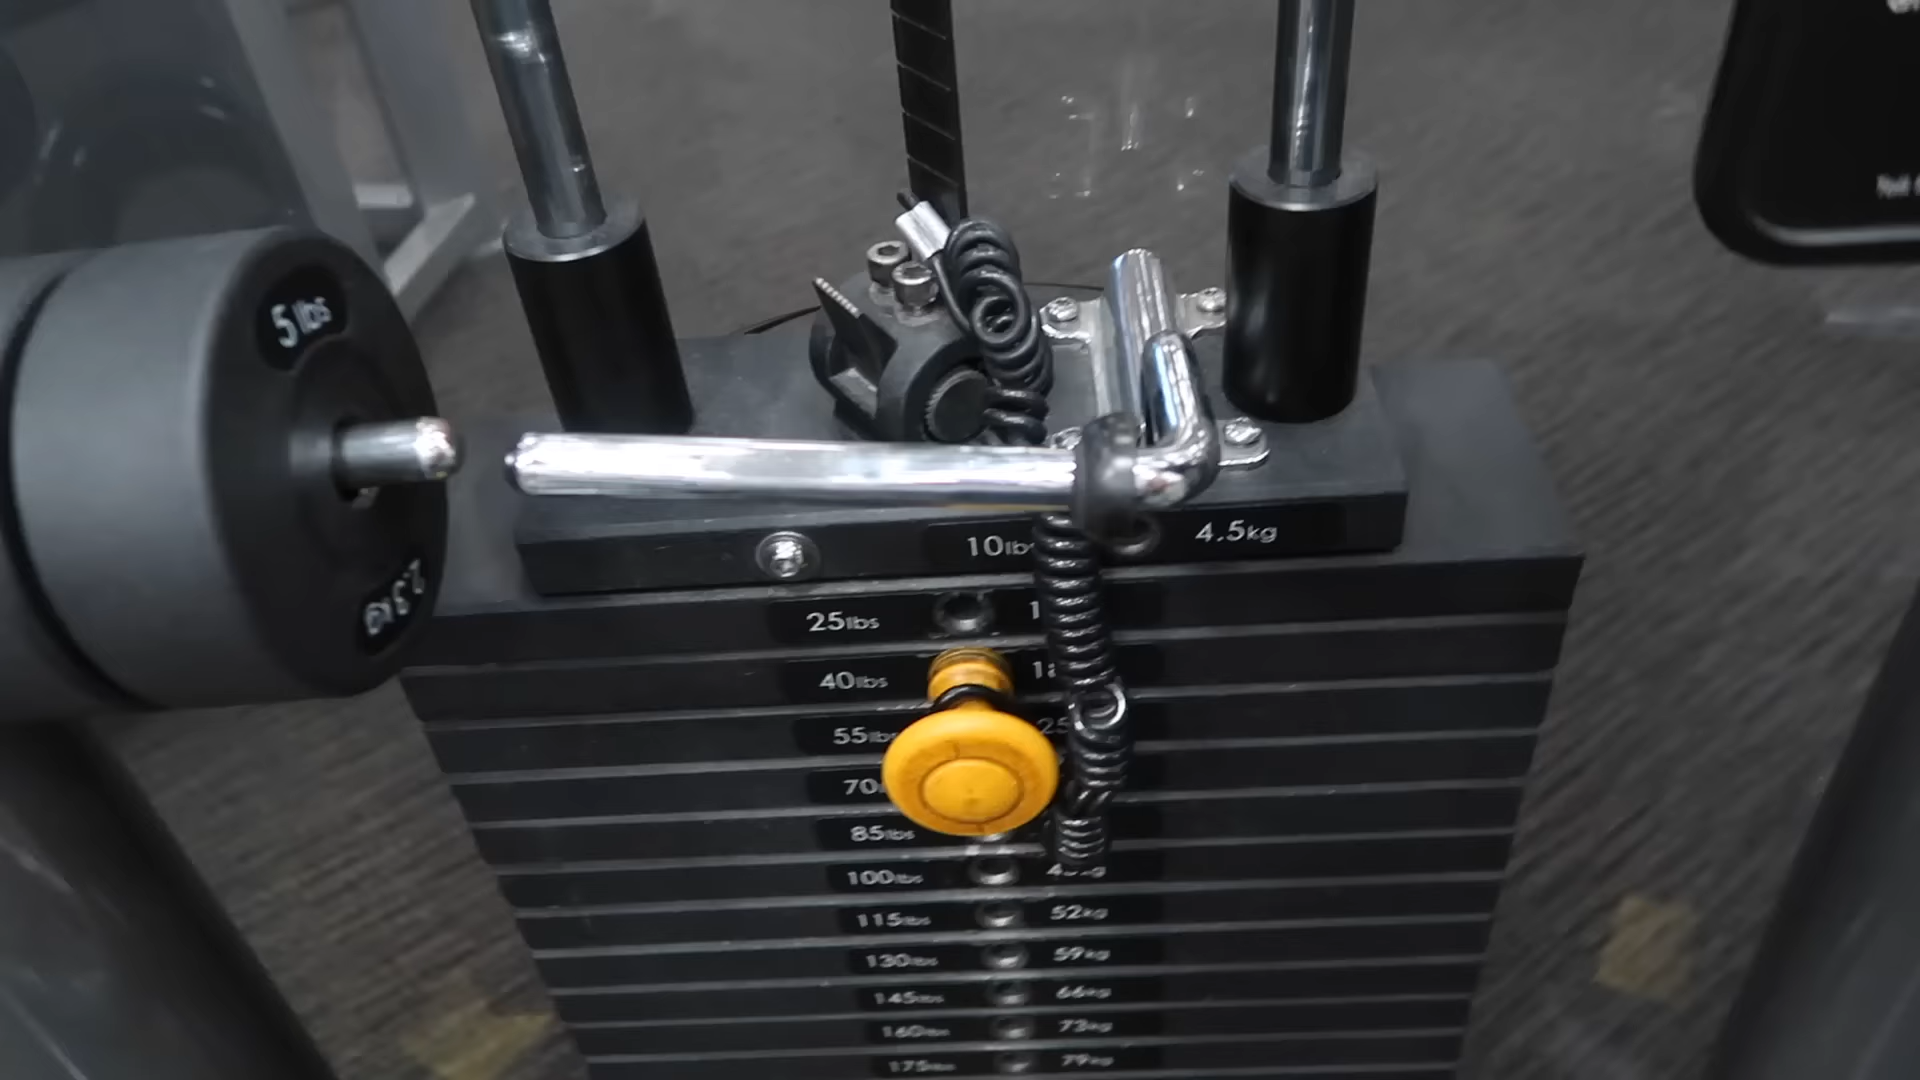 5 lbs
2.3 KG
10lbs 4.5kg
25lbs
40lbs
55lbs 25
70
85lbs
100lbs
115lbs 52kg
130lbs 59kg
145lbs 66kg
160lbs 73kg
175lbs 79kg